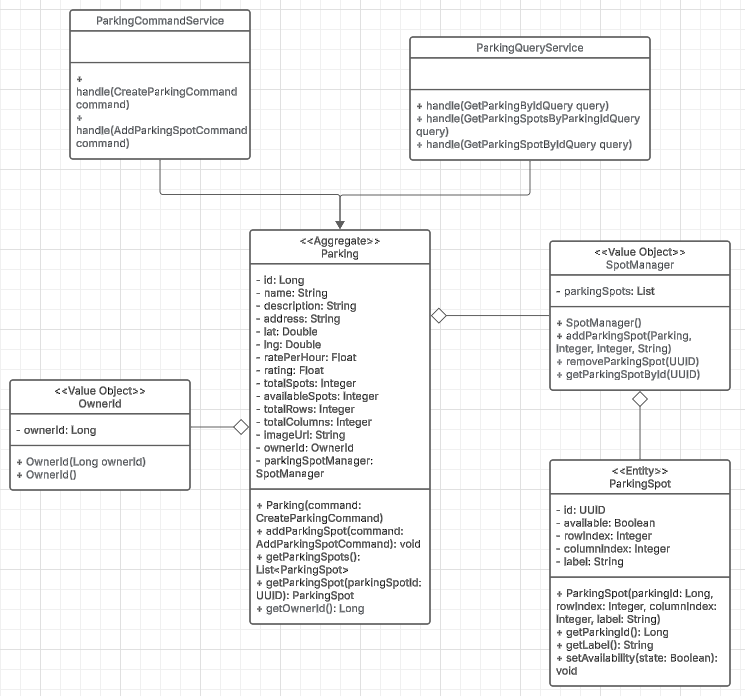 ParkingCommandService
+
handle(CreateParkingCommand
command)
+
handle(AddParkingSpotCommand
command)
ParkingQueryService
+ handle(GetParkingByIdQuery query)
+ handle(GetParkingSpotsByParkingIdQuery
query)
+ handle(GetParkingSpotByIdQuery query)
<<Aggregate>>
Parking
- id: Long
- name: String
- description: String
- address: String
- lat: Double
- lng: Double
- ratePerHour: Float
- rating: Float
- totalSpots: Integer
- availableSpots: Integer
- totalRows: Integer
- totalColumns: Integer
- imageUrl: String
- ownerId: OwnerId
- parkingSpotManager:
SpotManager
+ Parking(command:
CreateParkingCommand)
+ addParkingSpot(command:
AddParkingSpotCommand): void
+ getParkingSpots():
List<ParkingSpot>
+ getParkingSpot(parkingSpotId:
UUID): ParkingSpot
+ getOwnerId(): Long
<<Value Object>>
SpotManager
- parkingSpots: List
+ SpotManager()
+ addParkingSpot(Parking,
Integer, Integer, String)
+ removeParkingSpot(UUID)
+ getParkingSpotById(UUID)
<<Value Object>>
OwnerId
- ownerId: Long
+ OwnerId(Long ownerId)
+ OwnerId()
<<Entity>>
ParkingSpot
- id: UUID
- available: Boolean
- rowIndex: Integer
- columnIndex: Integer
- label: String
+ ParkingSpot(parkingId: Long,
rowIndex: Integer, columnIndex:
Integer, label: String)
+ getParkingId(): Long
+ getLabel(): String
+ setAvailability(state: Boolean):
void